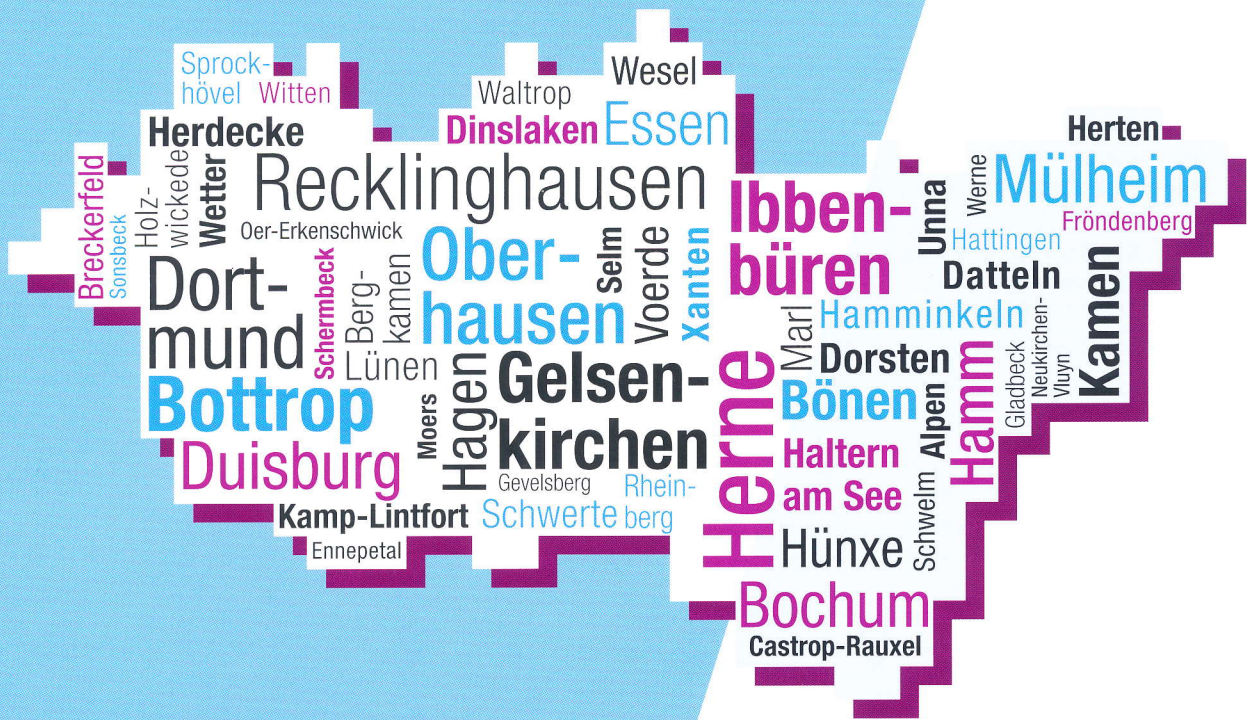 Sprock-
hövel
Witten
Herdecke
Waltrop
Wesel
Dinslaken
Essen
Herten
Breckerfeld
Sonsbeck
Holz-
wickede
Wetter
Recklinghausen
Oer-Erkenschwick
Ibben-
büren
Unna
Werne
Mülheim
Fröndenberg
Hattingen
Datteln
Dort-
mund
Schermbeck
Berg-
kamen
Lünen
Ober-
hausen
Selm
Voerde
Xanten
Marl
Hamminkeln
Dorsten
Kamen
Neukirchen-
Vluyn
Gladbeck
Hamm
Bottrop
Duisburg
Moers
Hagen
Gelsen-
kirchen
Gevelsberg
Rhein-
berg
Schwerte
Kamp-Lintfort
Ennepetal
Herne
Bönen
Alpen
Haltern
am See
Schwelm
Hünxe
Bochum
Castrop-Rauxel